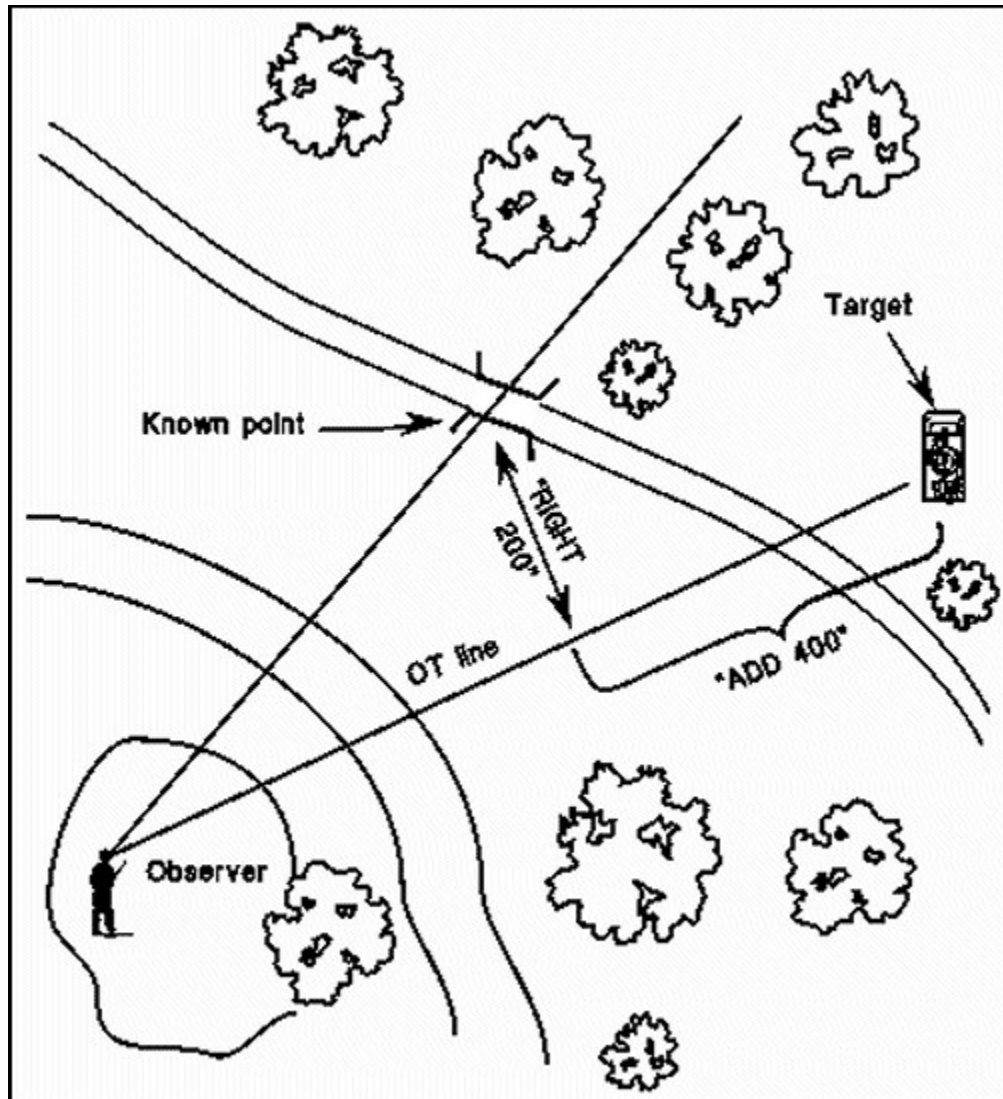 Target
Known point
"RIGHT
200"
OT line
"ADD 400"
Observer